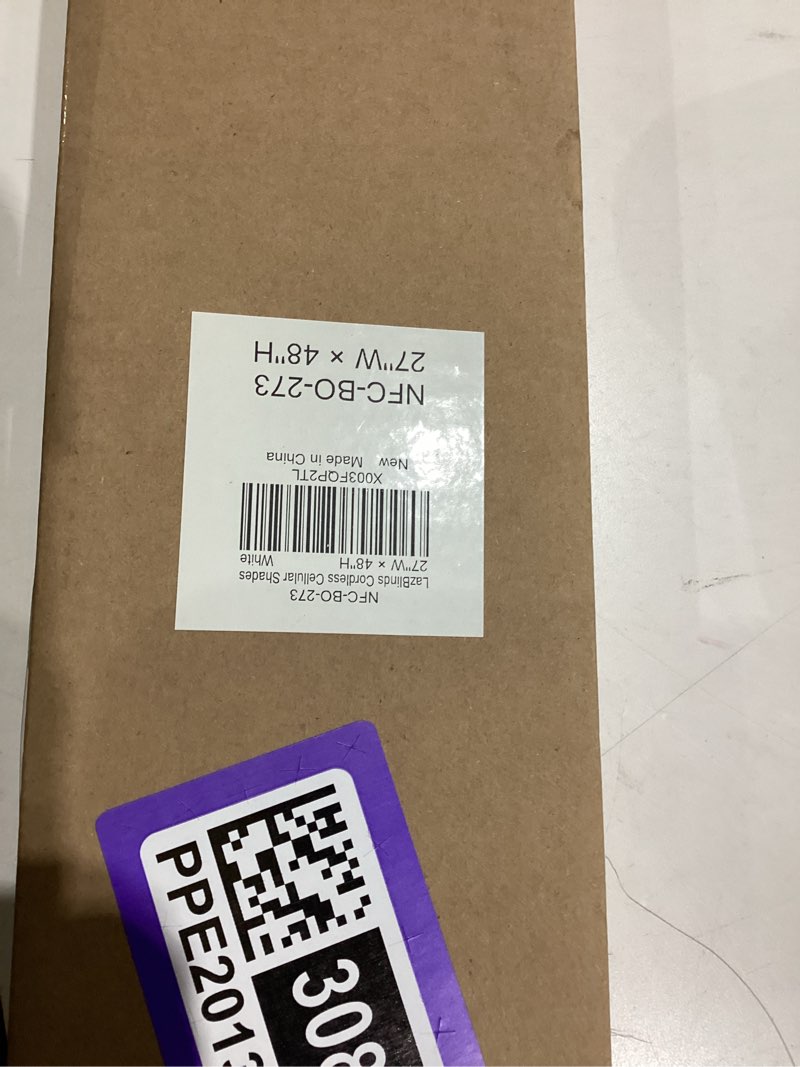 NFC-BO-273
LazBlinds Cordless Cellular Shades
27"W × 48"H White
X003FQP2TL
New Made in China
NFC-BO-273
27"W × 48"H
PPE2013
308